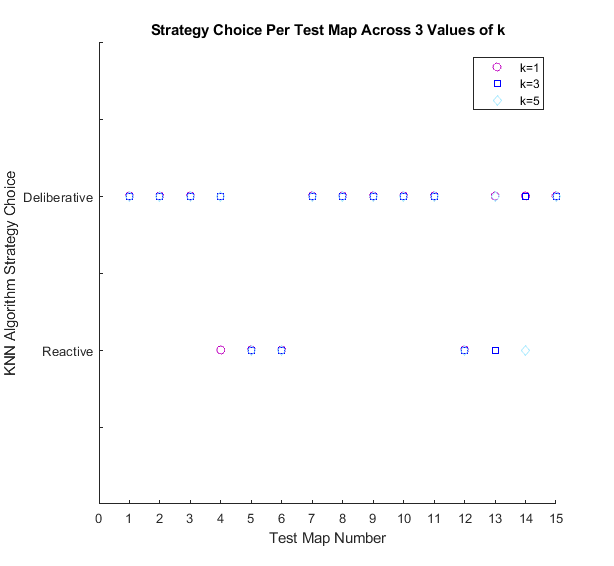 Strategy Choice Per Test Map Across 3 Values of k
k=1
k=3
k=5
KNN Algorithm Strategy Choice
Deliberative
Reactive
0 1 2 3 4 5 6 7 8 9 10 11 12 13 14 15
Test Map Number